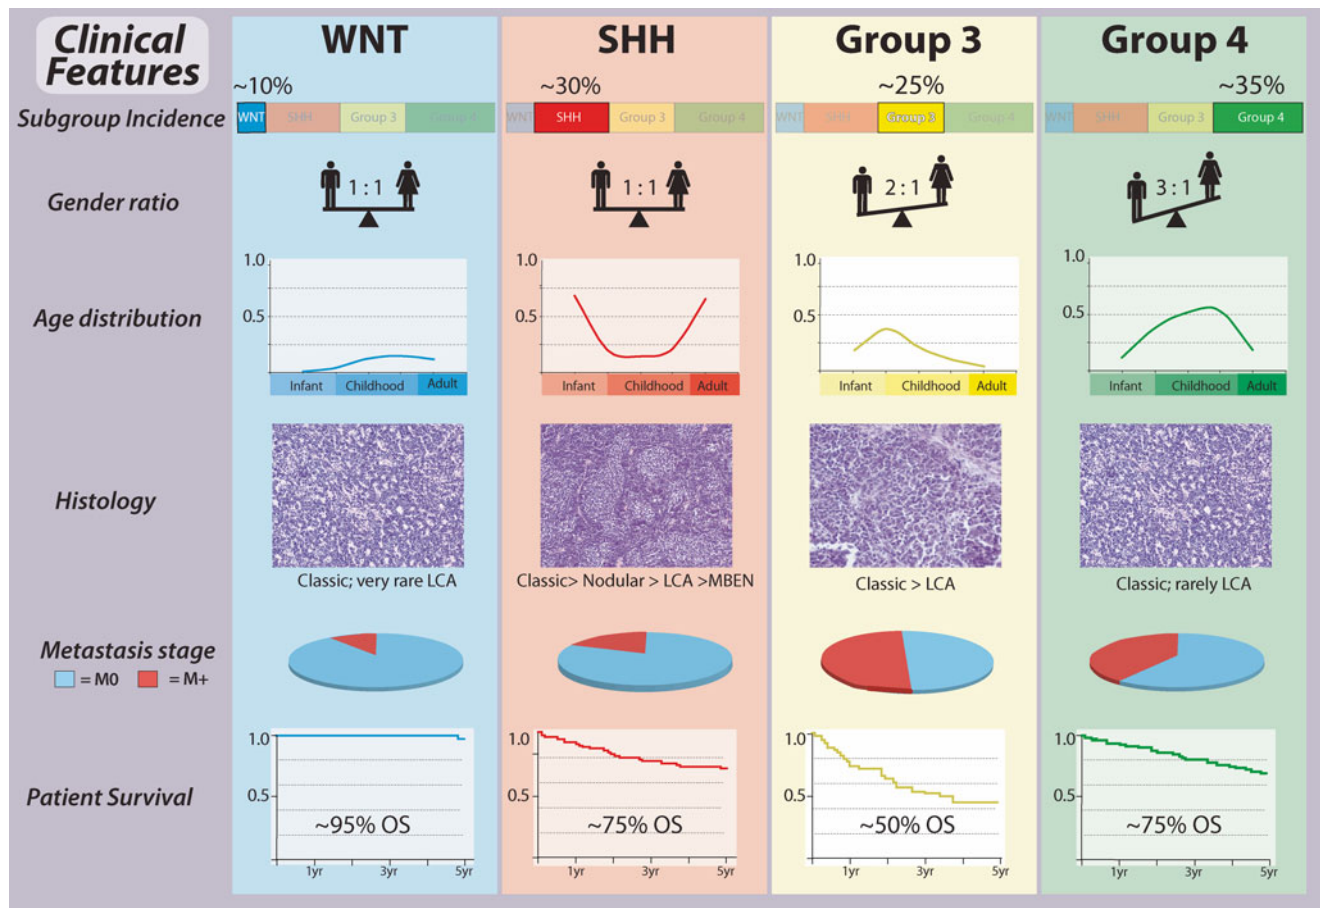 Clinical
Features
WNT
SHH
Group 3
Group 4
Subgroup Incidence
~10%
WNT SHH Group 3 Group 4
~30%
WNT SHH Group 3 Group 4
~25%
WNT SHH Group 3 Group 4
~35%
WNT SHH Group 3 Group 4
Gender ratio
1 : 1
1 : 1
2 : 1
3 : 1
Age distribution
1.0
0.5
Infant Childhood Adult
1.0
0.5
Infant Childhood Adult
1.0
0.5
Infant Childhood Adult
1.0
0.5
Infant Childhood Adult
Histology
Classic; very rare LCA
Classic> Nodular > LCA >MBEN
Classic > LCA
Classic; rarely LCA
Metastasis stage
= M0 = M+
Patient Survival
1.0
0.5
~95% OS
1yr 3yr 5yr
1.0
0.5
~75% OS
1yr 3yr 5yr
1.0
0.5
~50% OS
1yr 3yr 5yr
1.0
0.5
~75% OS
1yr 3yr 5yr